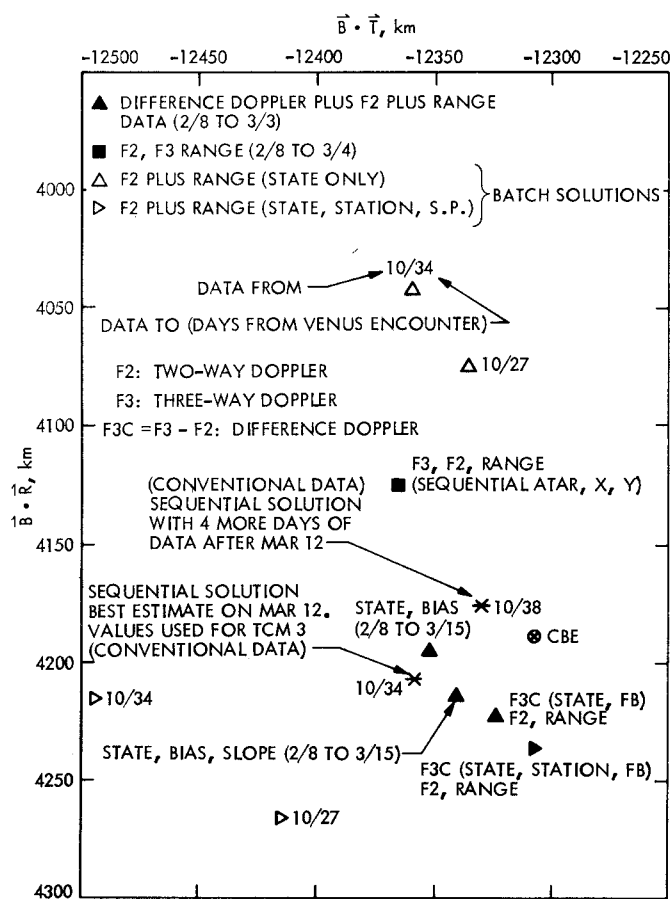 B · T, km
-12500 -12450 -12400 -12350 -12300 -12250
▲ DIFFERENCE DOPPLER PLUS F2 PLUS RANGE
DATA (2/8 TO 3/3)
■ F2, F3 RANGE (2/8 TO 3/4)
△ F2 PLUS RANGE (STATE ONLY)
▷ F2 PLUS RANGE (STATE, STATION, S.P.)
BATCH SOLUTIONS
4000
10/34
DATA FROM
4050
DATA TO (DAYS FROM VENUS ENCOUNTER)
10/27
F2: TWO-WAY DOPPLER
F3: THREE-WAY DOPPLER
F3C = F3 - F2: DIFFERENCE DOPPLER
4100
B · R, km
F3, F2, RANGE
(SEQUENTIAL ATAR, X, Y)
(CONVENTIONAL DATA)
SEQUENTIAL SOLUTION
WITH 4 MORE DAYS OF
DATA AFTER MAR 12
4150
SEQUENTIAL SOLUTION
BEST ESTIMATE ON MAR 12.
VALUES USED FOR TCM 3
(CONVENTIONAL DATA)
10/38
STATE, BIAS
(2/8 TO 3/15)
CBE
4200
10/34
10/34
F3C (STATE, FB)
F2, RANGE
STATE, BIAS, SLOPE (2/8 TO 3/15)
4250
F3C (STATE, STATION, FB)
F2, RANGE
10/27
4300